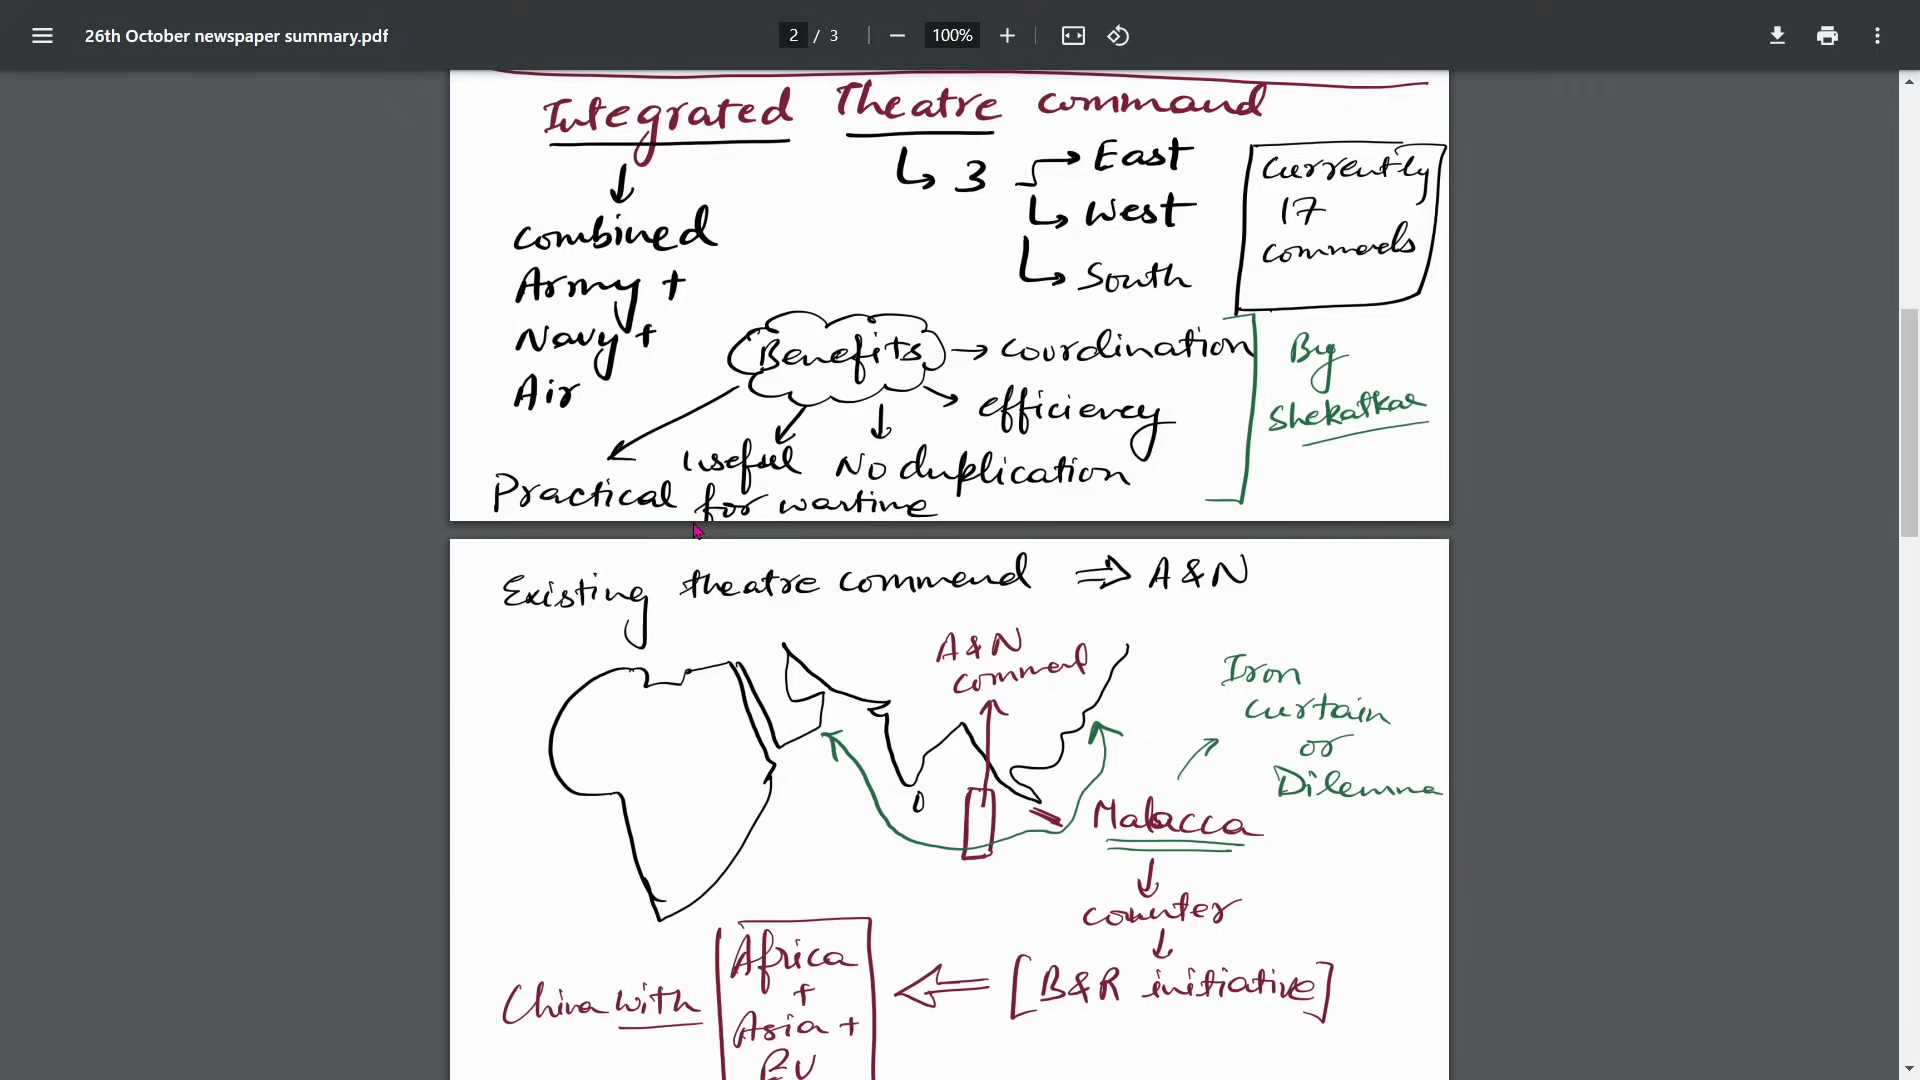 26th October newspaper summary.pdf
2 / 3
100%
Integrated Theatre command
3
East
West
South
Currently
17
commands
Combined
Army +
Navy +
Air
Benefits
coordination
efficiency
No duplication
Useful
for wartime
Practical
By
Shekatkar
Existing theatre command ⇒ A & N
A & N
command
Iron
curtain
or
Dilemma
Malacca
counter
[B&R initiative]
China with
Africa
+
Asia +
EU